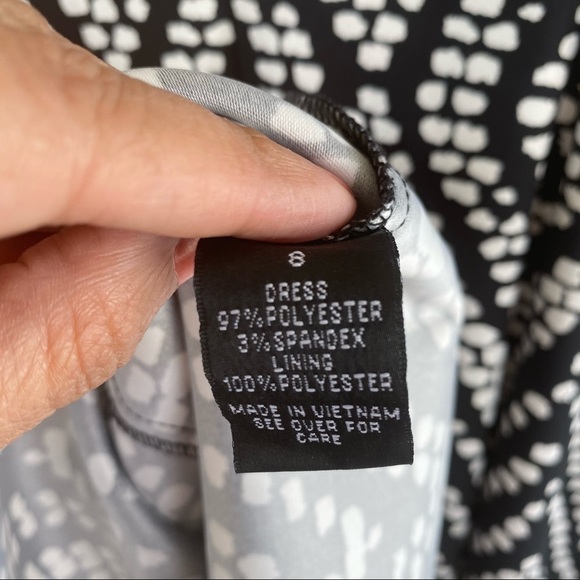 8
DRESS
97% POLYESTER
3% SPANDEX
LINING
100% POLYESTER
MADE IN VIETNAM
SEE OVER FOR
CARE